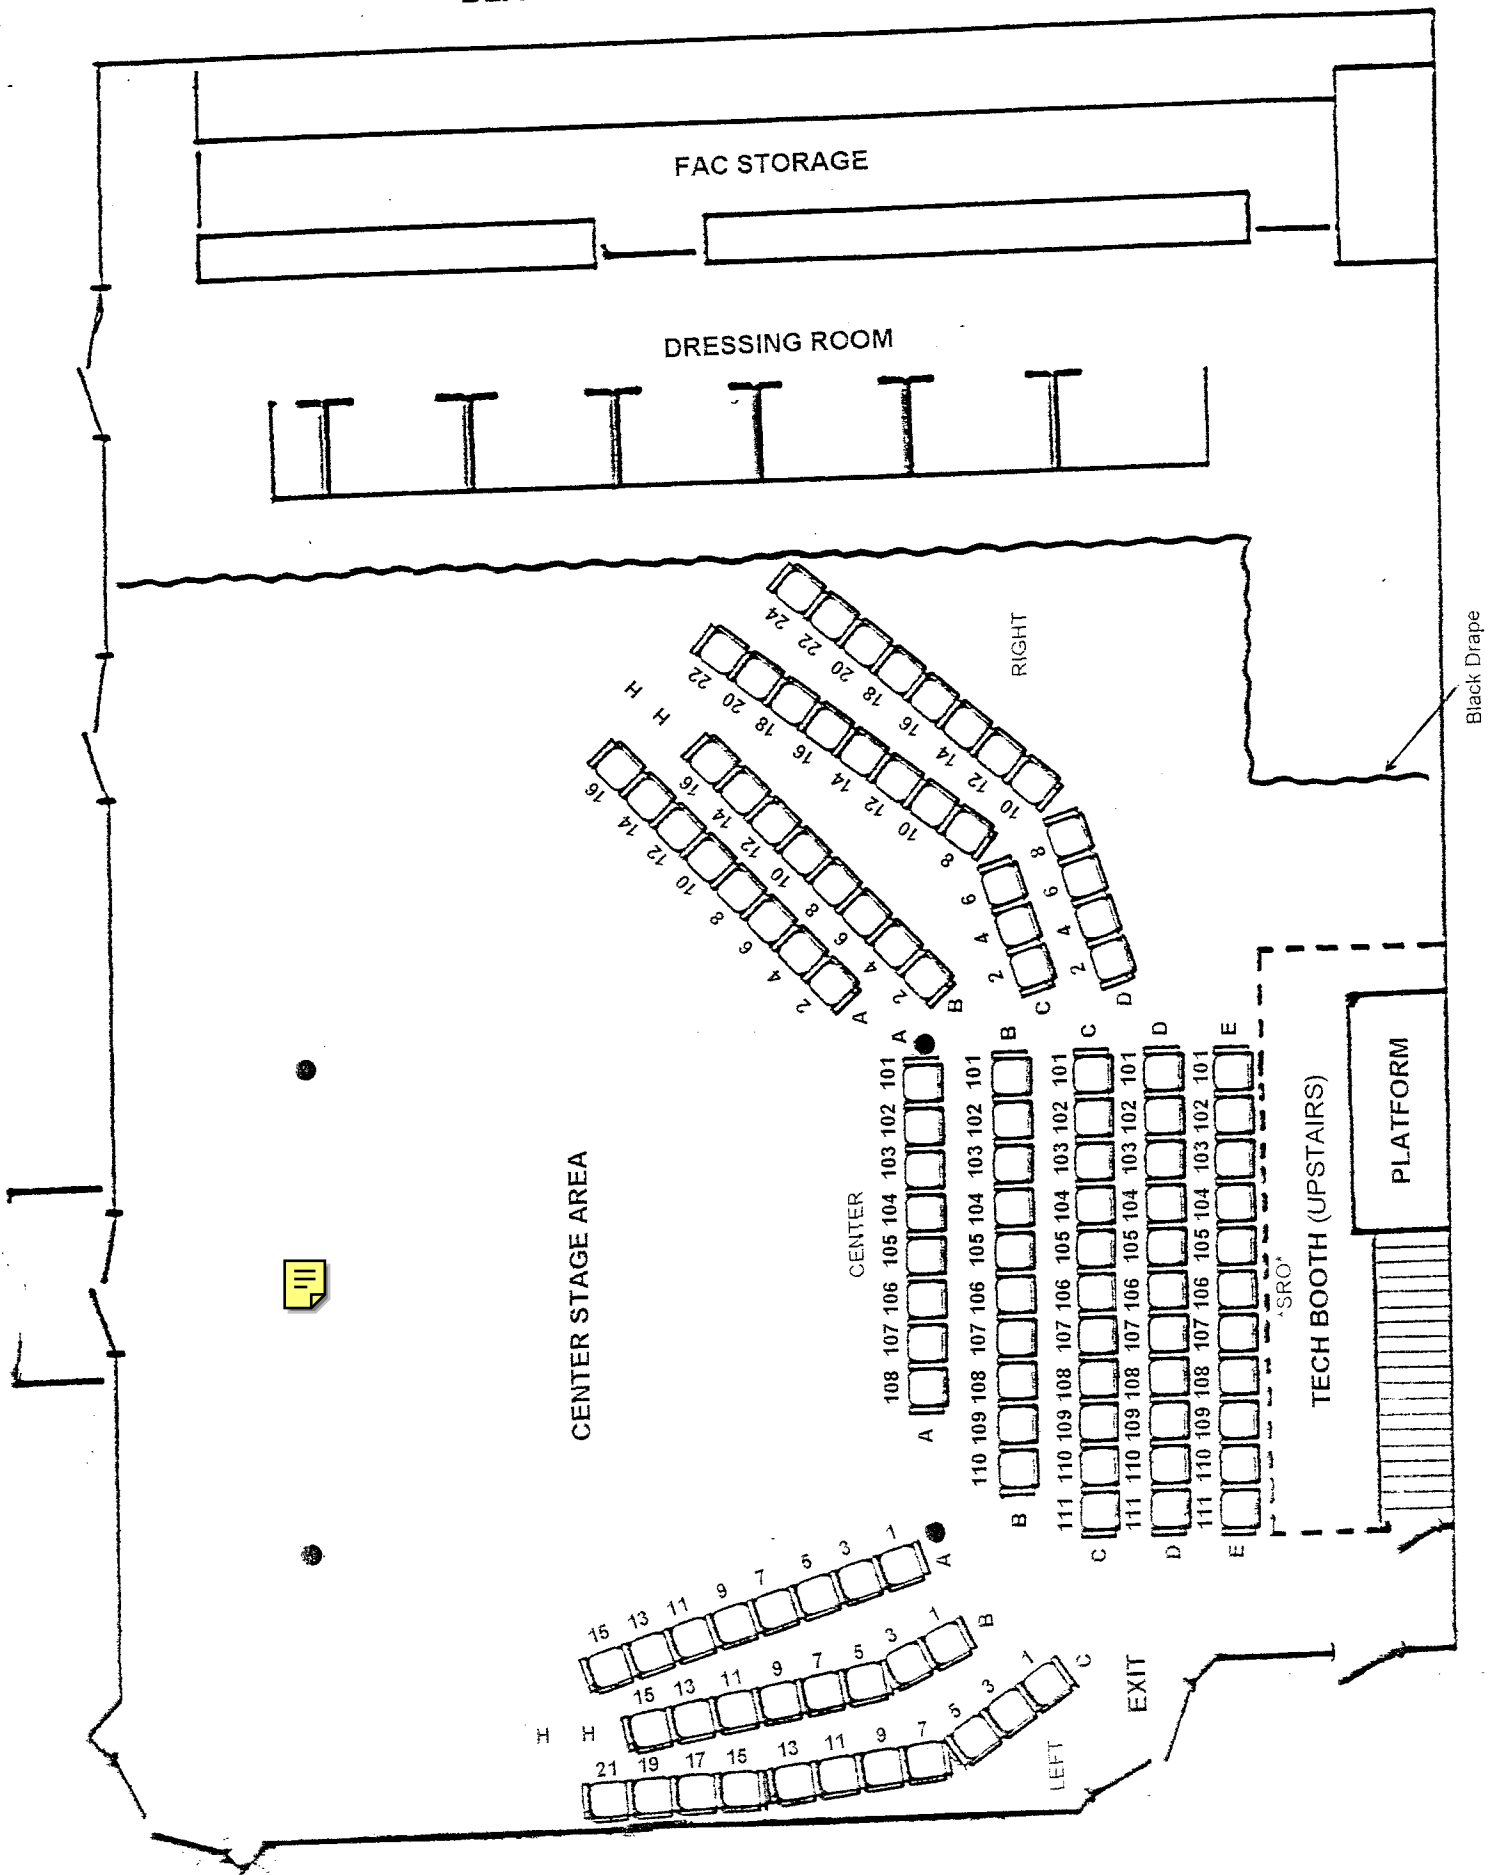 FAC STORAGE
DRESSING ROOM
Black Drape
RIGHT
24 22 20 18 16 14 12 10 8 6 4 2 D
H 22 20 18 16 14 12 10 8 6 4 2 C
H 16 14 12 10 8 6 4 2 B
16 14 12 10 8 6 4 2 A
CENTER STAGE AREA
CENTER
A 101 102 103 104 105 106 107 108 A
B 101 102 103 104 105 106 107 108 109 110 B
C 101 102 103 104 105 106 107 108 109 110 111 C
D 101 102 103 104 105 106 107 108 109 110 111 D
E 101 102 103 104 105 106 107 108 109 110 111 E
*SRO*
TECH BOOTH (UPSTAIRS)
PLATFORM
15 13 11 9 7 5 3 1 A
H 15 13 11 9 7 5 3 1 B
H 21 19 17 15 13 11 9 7 5 3 1 C
LEFT
EXIT